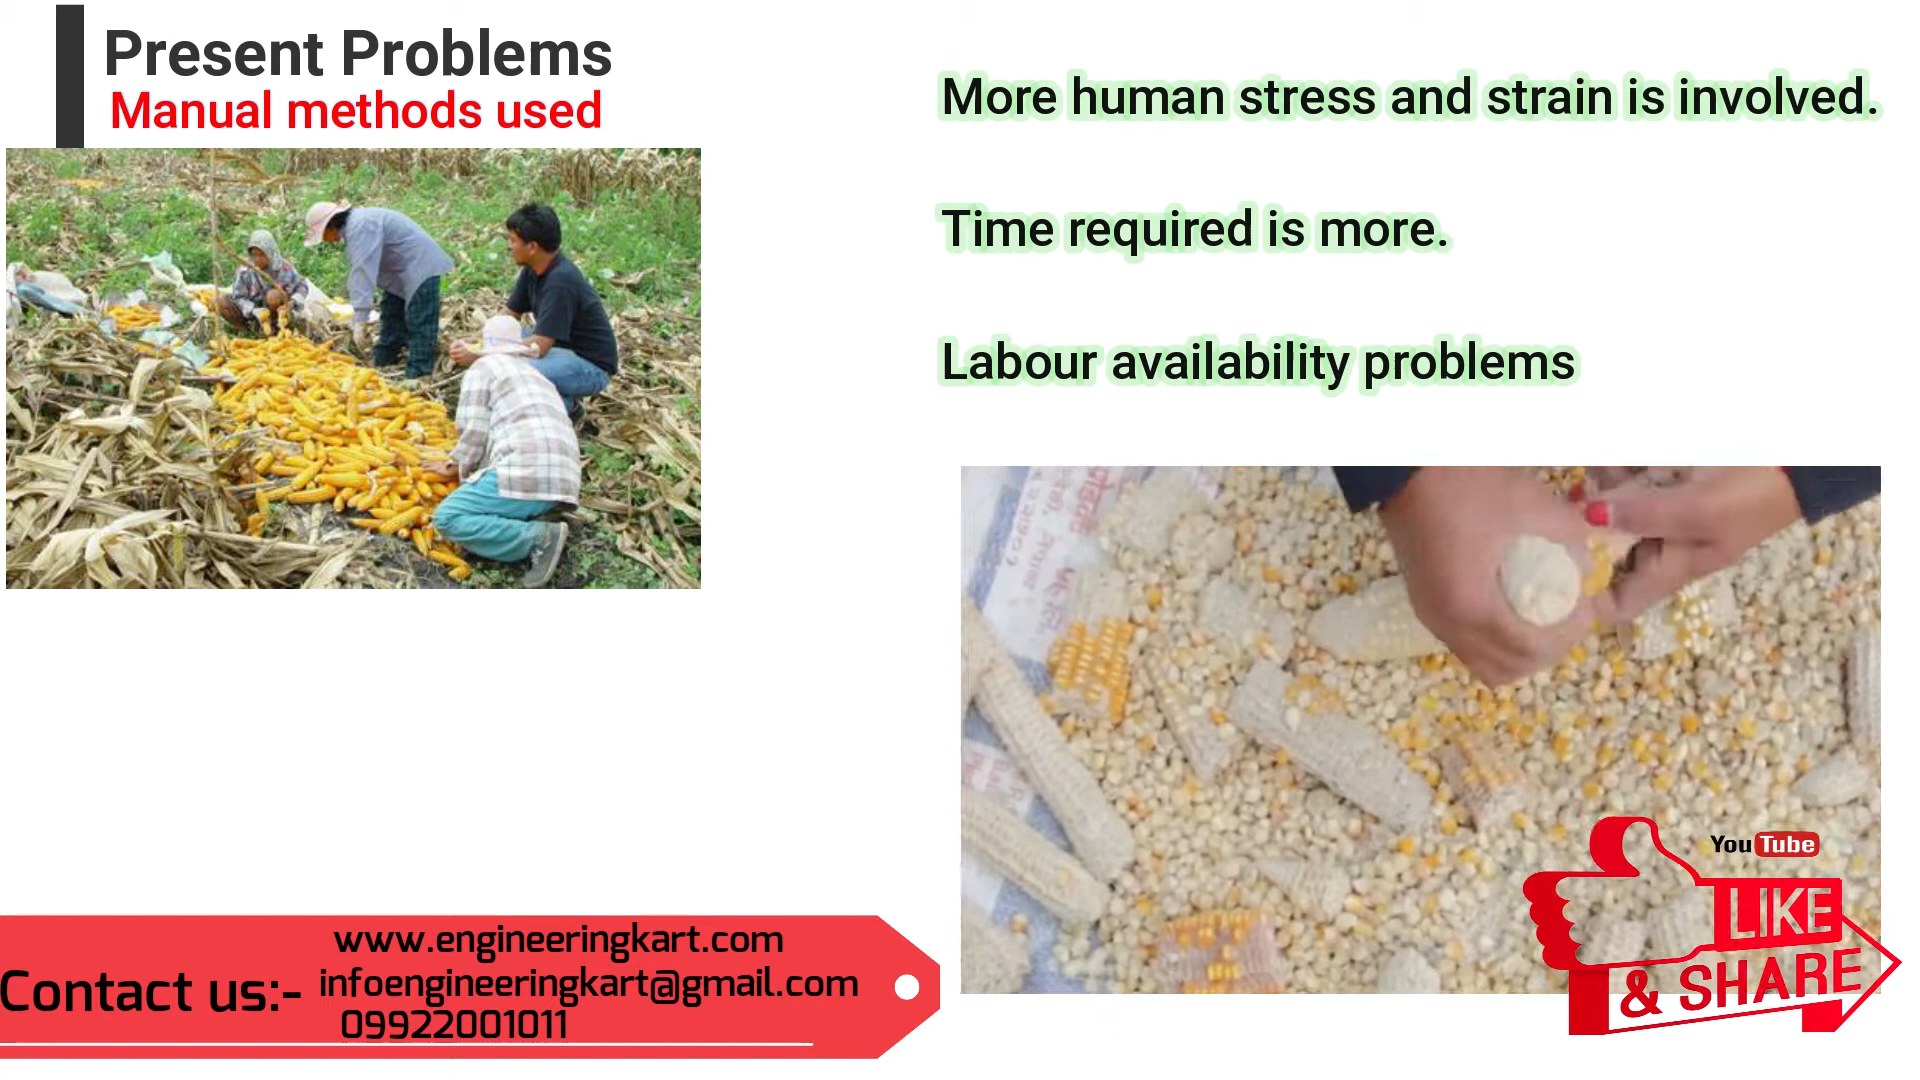 Present Problems
Manual methods used
More human stress and strain is involved.
Time required is more.
Labour availability problems
You Tube
LIKE
& SHARE
Contact us:-
www.engineeringkart.com
infoengineeringkart@gmail.com
09922001011